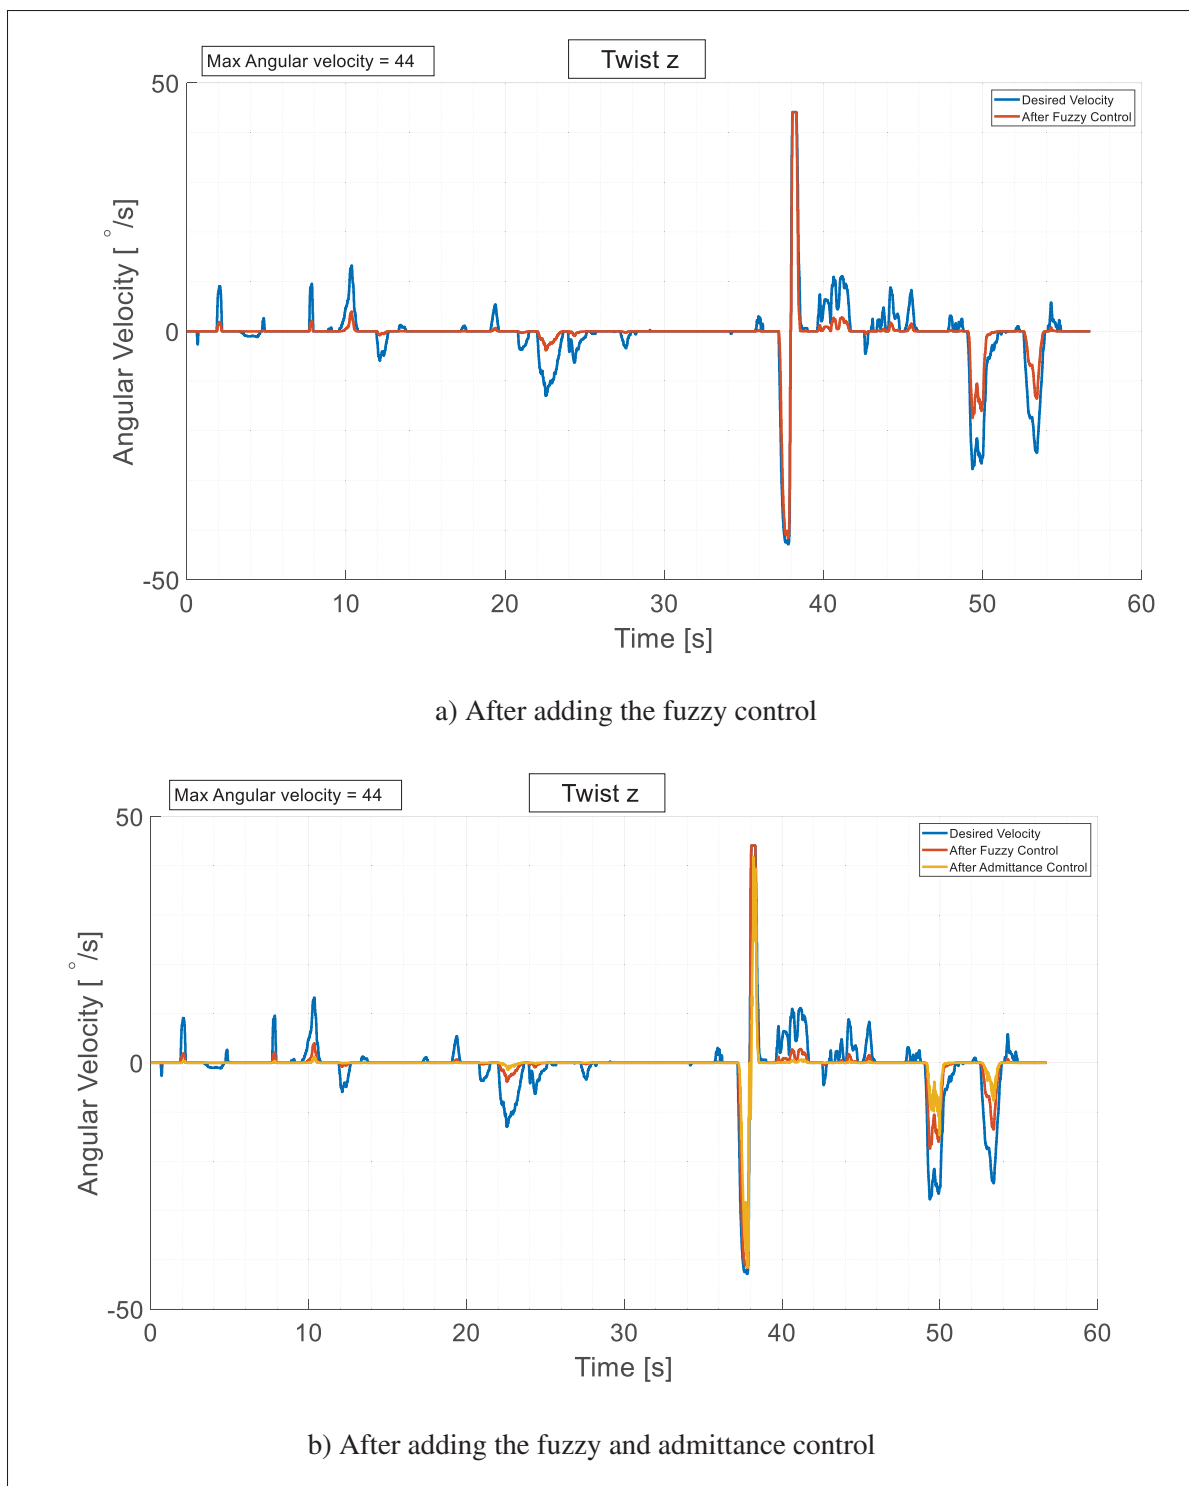 Max Angular velocity = 44
Twist z
50
Desired Velocity
After Fuzzy Control
Angular Velocity [ °/s]
0
-50
0 10 20 30 40 50 60
Time [s]
a) After adding the fuzzy control
Max Angular velocity = 44
Twist z
50
Desired Velocity
After Fuzzy Control
After Admittance Control
Angular Velocity [ °/s]
0
-50
0 10 20 30 40 50 60
Time [s]
b) After adding the fuzzy and admittance control